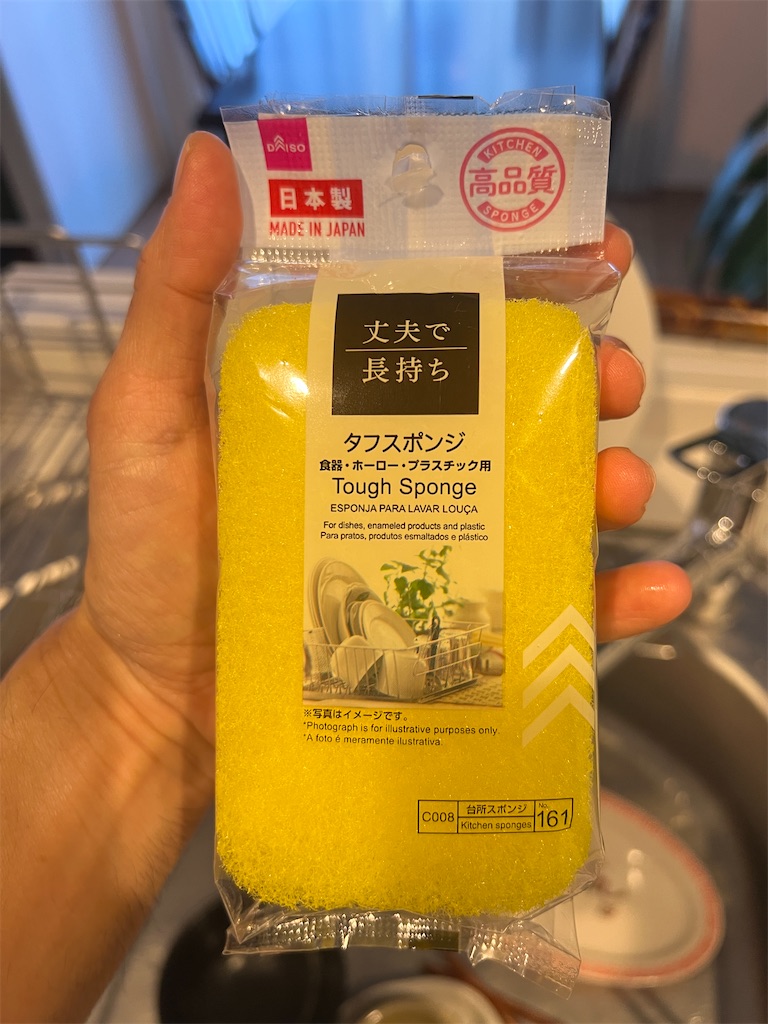 DAISO
日本製
MADE IN JAPAN
KITCHEN
高品質
SPONGE
丈夫で
長持ち
タフスポンジ
食器・ホーロー・プラスチック用
Tough Sponge
ESPONJA PARA LAVAR LOUÇA
For dishes, enameled products and plastic
Para pratos, produtos esmaltados e plástico
※写真はイメージです。
*Photograph is for illustrative purposes only.
*A foto é meramente ilustrativa.
C008
台所スポンジ
Kitchen sponges
No.
161